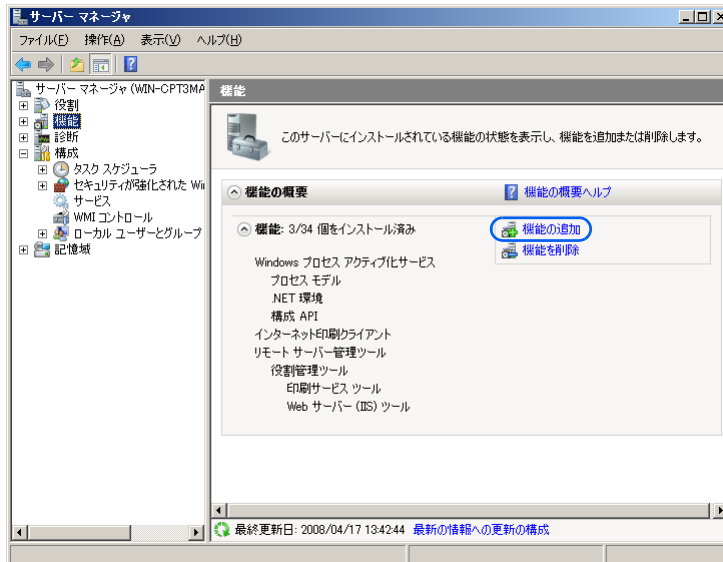 サーバー マネージャ
ファイル(F) 操作(A) 表示(V) ヘルプ(H)
サーバー マネージャ (WIN-CPT3MA
役割
機能
診断
構成
タスク スケジューラ
セキュリティが強化された Wi
サービス
WMI コントロール
ローカル ユーザーとグループ
記憶域
機能
このサーバーにインストールされている機能の状態を表示し、機能を追加または削除します。
機能の概要
機能の概要ヘルプ
機能: 3/34 個をインストール済み
機能の追加
機能を削除
Windows プロセス アクティブ化サービス
プロセス モデル
.NET 環境
構成 API
インターネット印刷クライアント
リモート サーバー管理ツール
役割管理ツール
印刷サービス ツール
Web サーバー (IIS) ツール
最終更新日: 2008/04/17 13:42:44 最新の情報への更新の構成